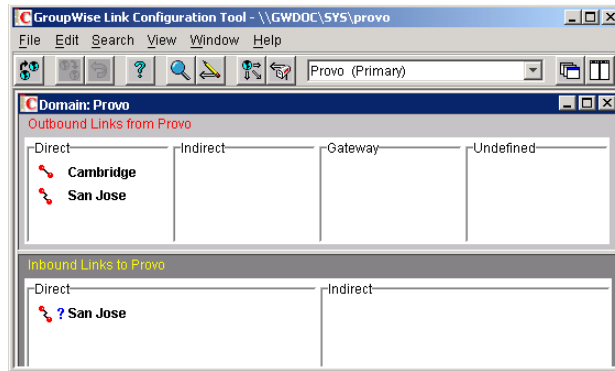 GroupWise Link Configuration Tool - \\GWDOC\SYS\provo
File Edit Search View Window Help
? Provo (Primary)
Domain: Provo
Outbound Links from Provo
Direct Indirect Gateway Undefined
Cambridge
San Jose
Inbound Links to Provo
Direct Indirect
? San Jose